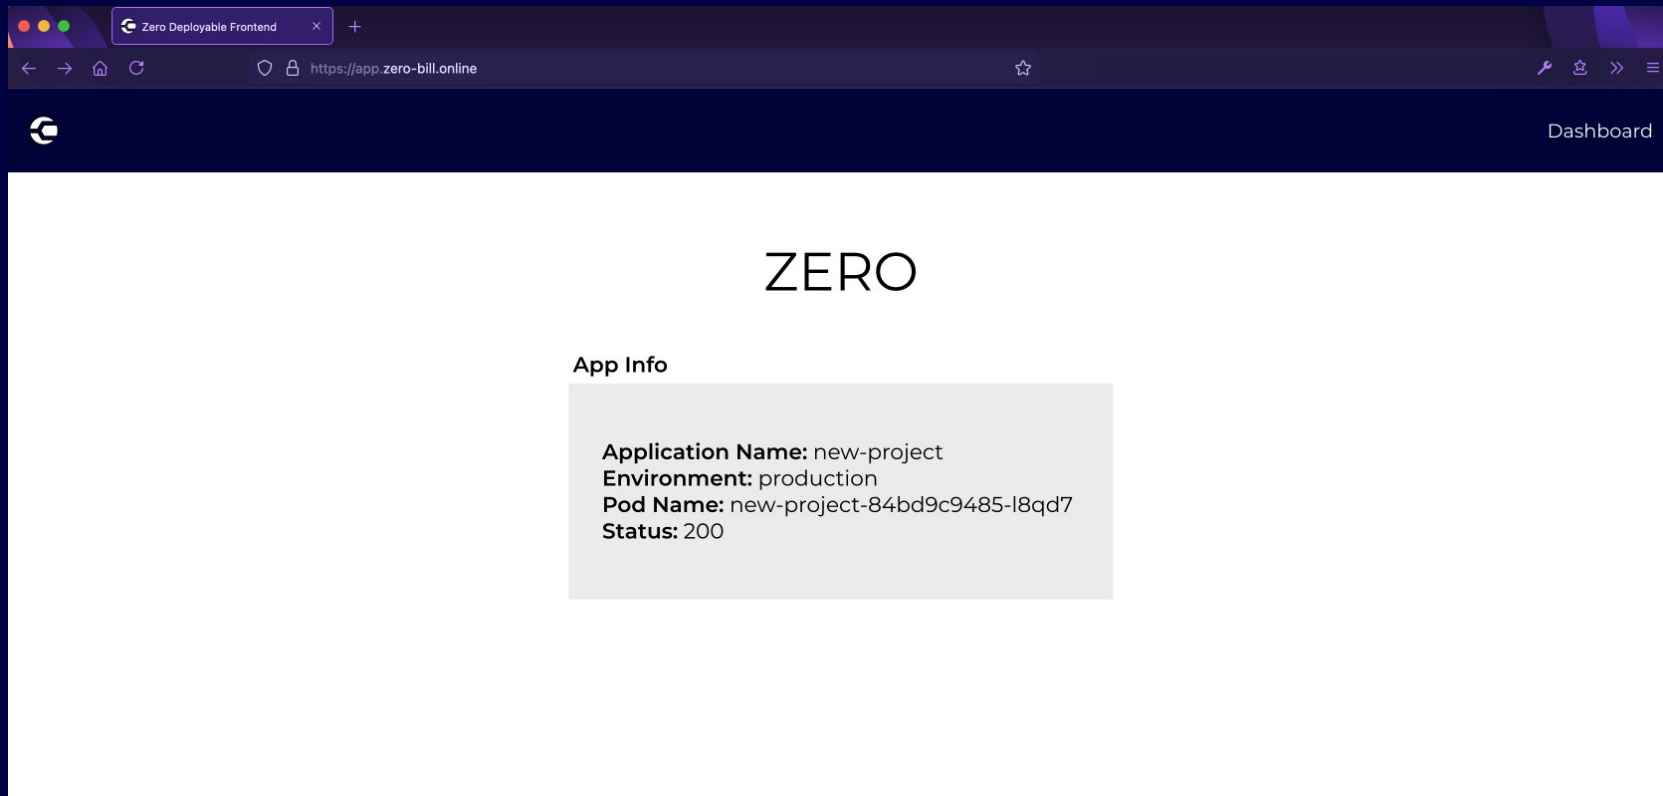 Zero Deployable Frontend
https://app.zero-bill.online
Dashboard
ZERO
App Info
Application Name: new-project
Environment: production
Pod Name: new-project-84bd9c9485-l8qd7
Status: 200